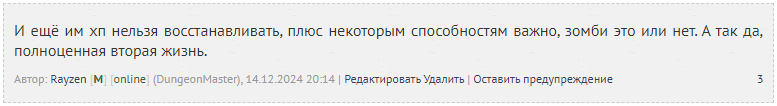 И ещё им хп нельзя восстанавливать, плюс некоторым способностям важно, зомби это или нет. А так да,
полноценная вторая жизнь.
Автор: Rayzen [M] [online] (DungeonMaster), 14.12.2024 20:14 | Редактировать Удалить | Оставить предупреждение 3